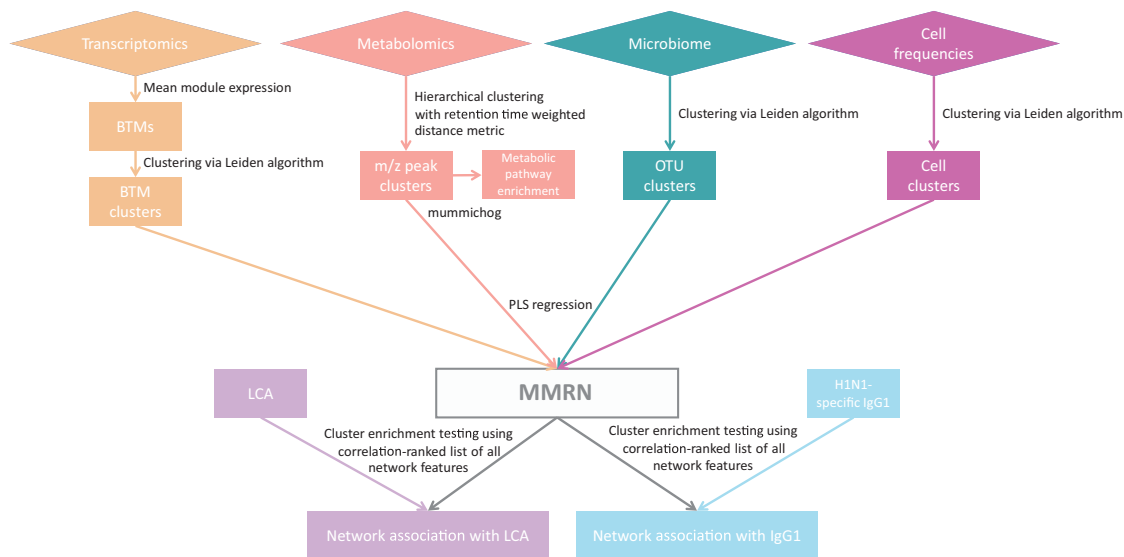 Transcriptomics
Metabolomics
Microbiome
Cell
frequencies
Mean module expression
Hierarchical clustering
with retention time weighted
distance metric
Clustering via Leiden algorithm
Clustering via Leiden algorithm
BTMs
Clustering via Leiden algorithm
BTM
clusters
m/z peak
clusters
Metabolic
pathway
enrichment
OTU
clusters
Cell
clusters
mummichog
PLS regression
LCA
MMRN
H1N1-
specific IgG1
Cluster enrichment testing using
correlation-ranked list of all
network features
Cluster enrichment testing using
correlation-ranked list of all
network features
Network association with LCA
Network association with IgG1